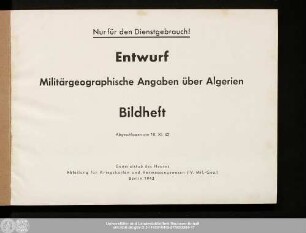 Nur für den Dienstgebrauch!
Entwurf
Militärgeographische Angaben über Algerien
Bildheft
Abgeschlossen am 10. XI. 42
Generalstab des Heeres
Abteilung für Kriegskarten und Vermessungswesen (IV. Mil.-Geo.)
Berlin 1942